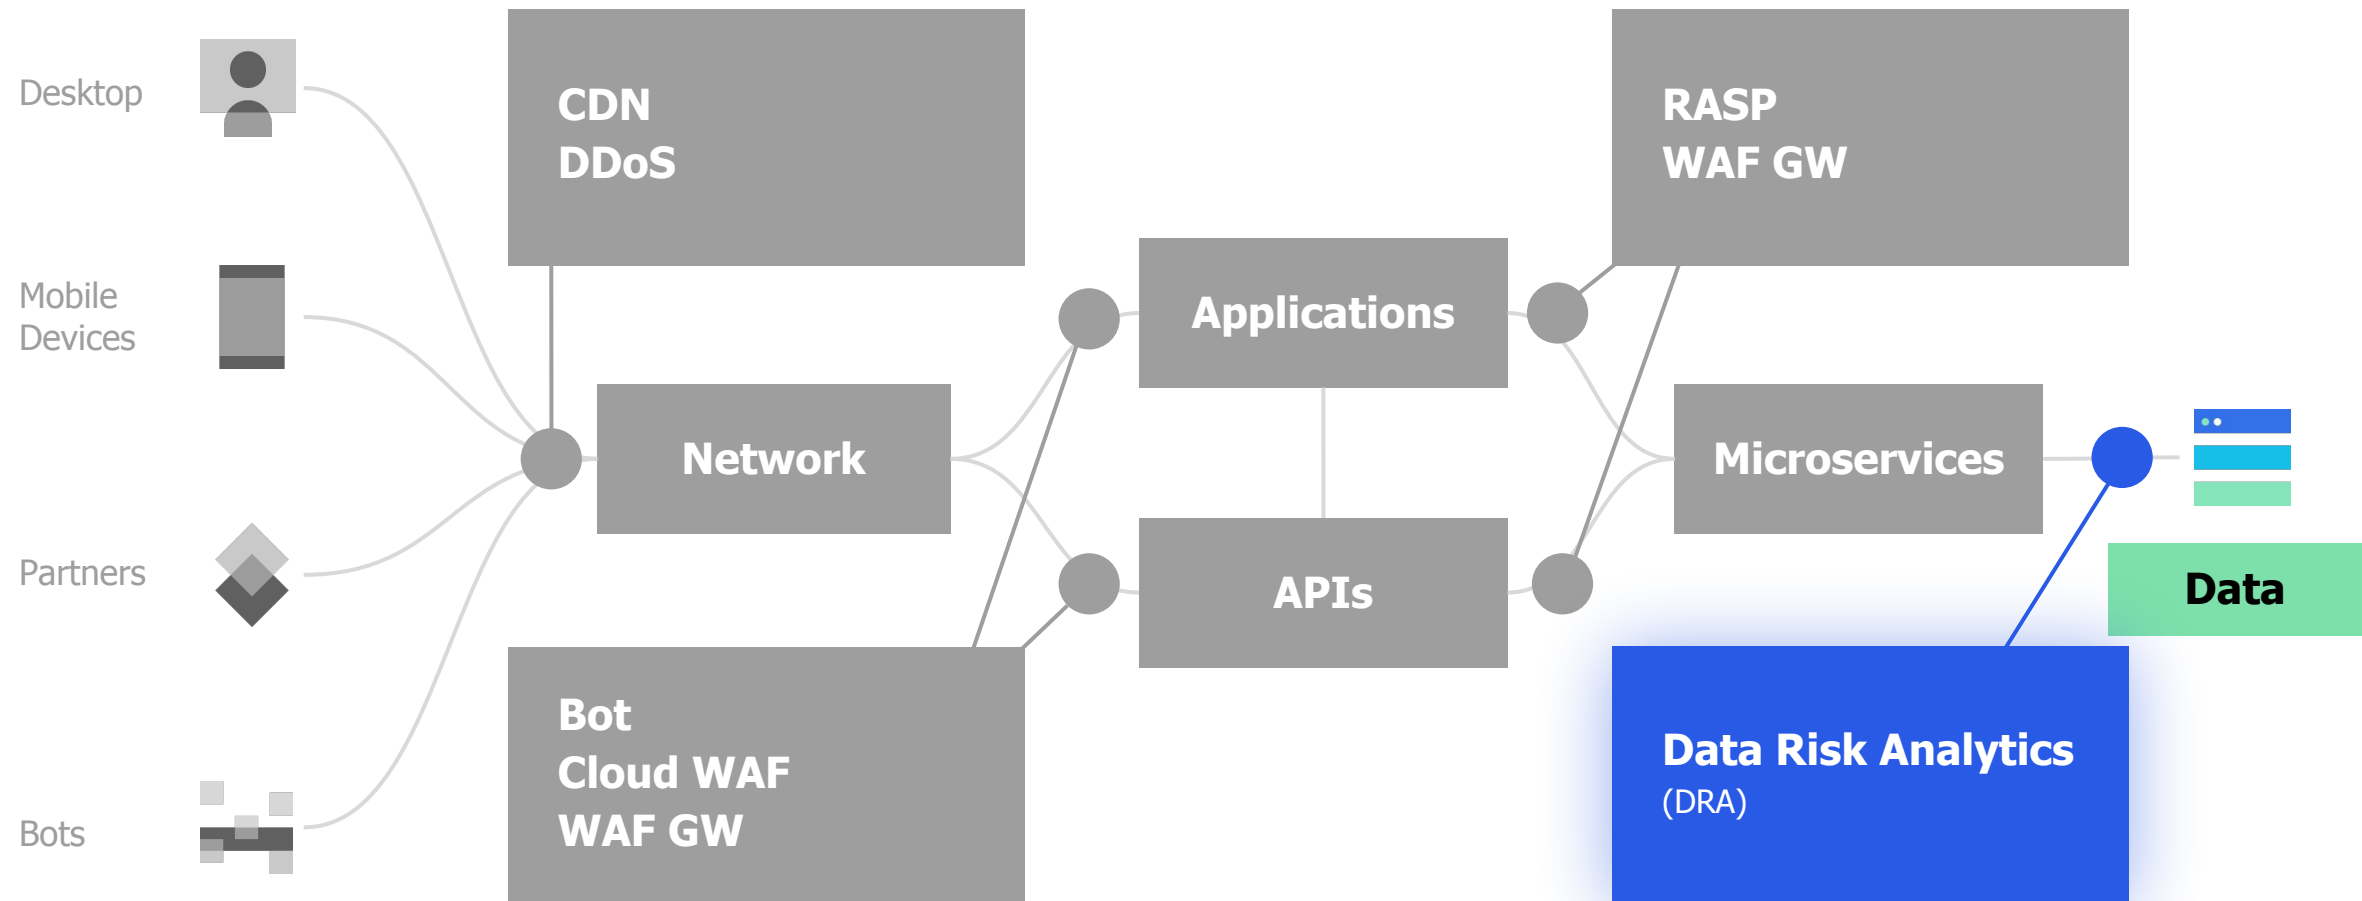 Desktop
Mobile
Devices
Partners
Bots
CDN
DDoS
Network
Bot
Cloud WAF
WAF GW
Applications
APIs
RASP
WAF GW
Microservices
Data
Data Risk Analytics
(DRA)